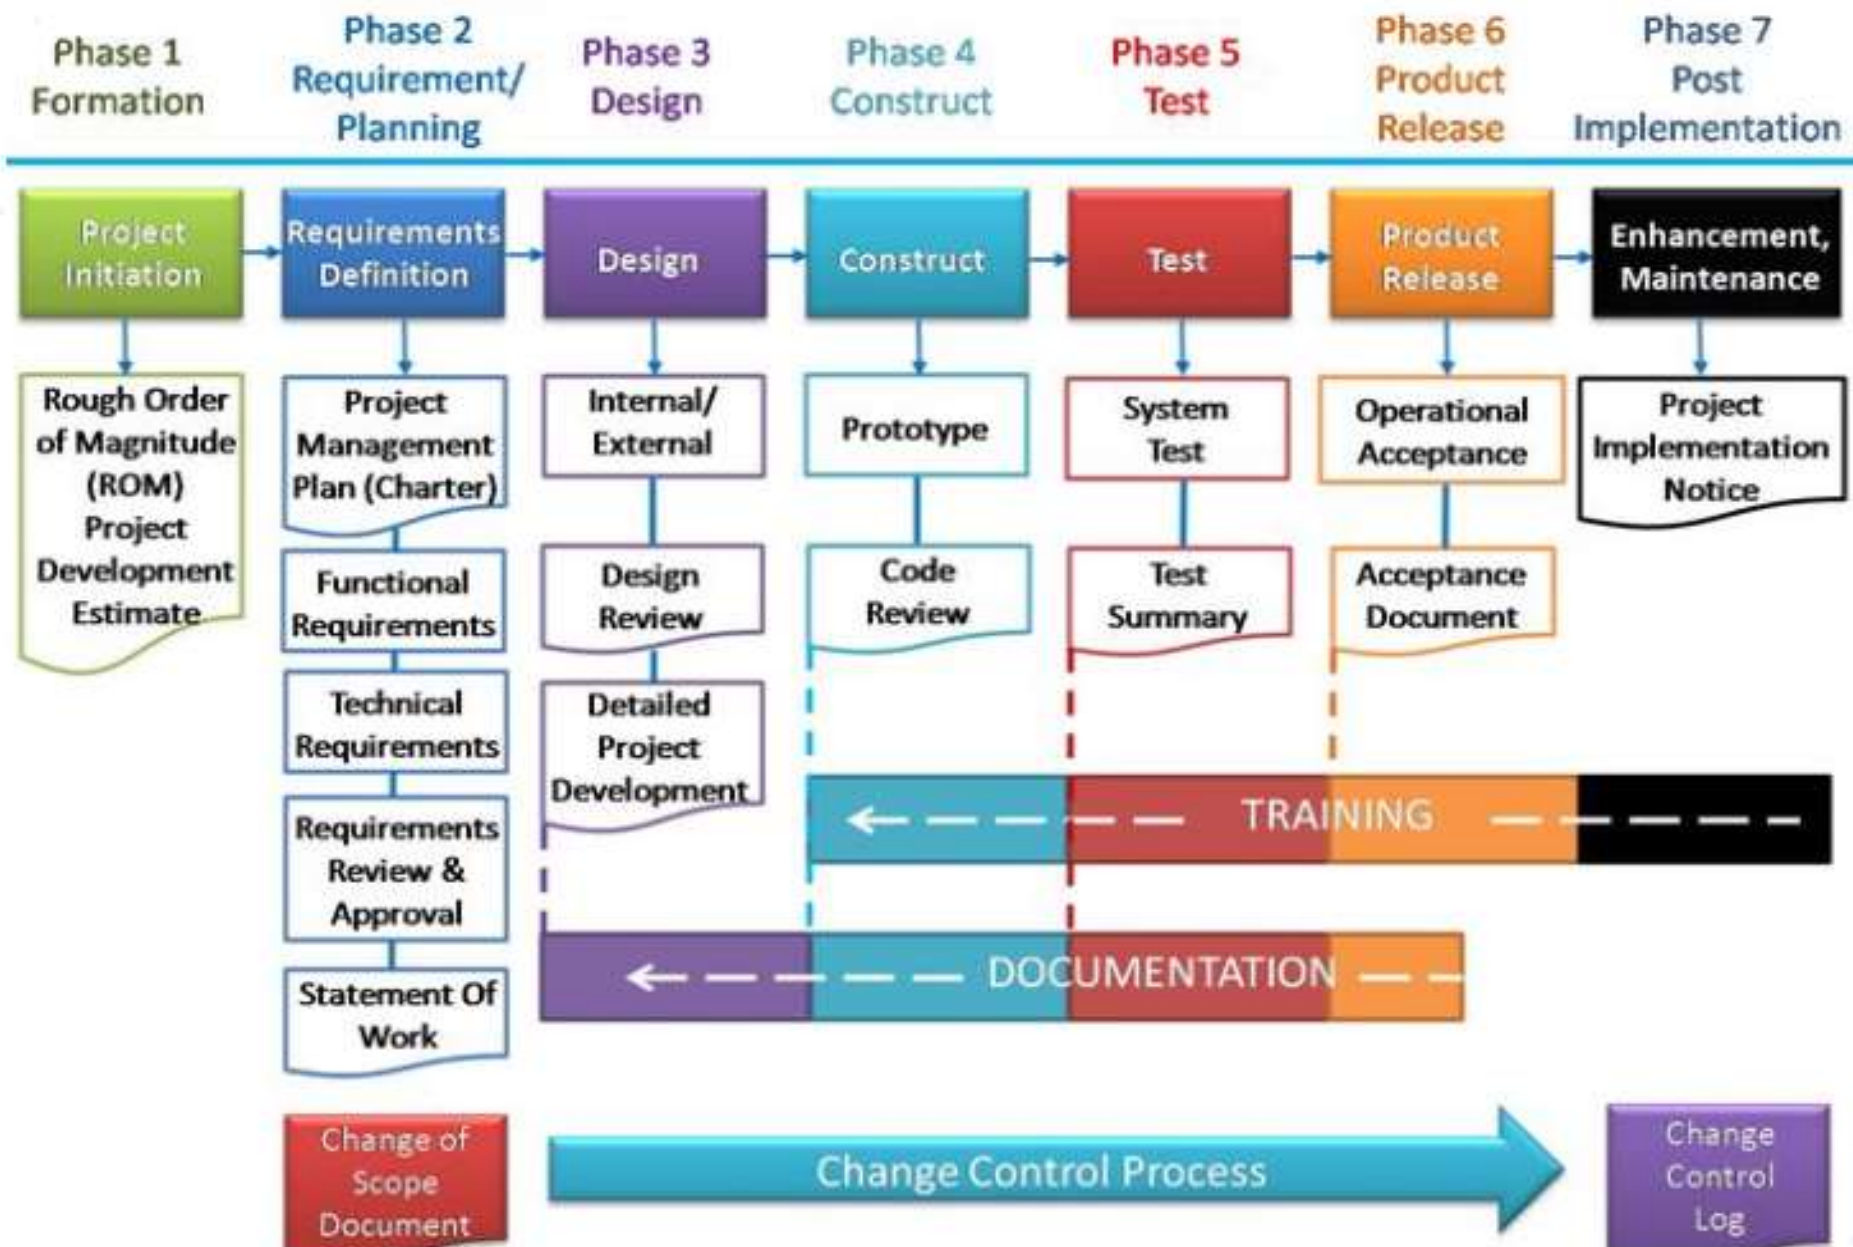 Phase 1
Formation
Phase 2
Requirement/
Planning
Phase 3
Design
Phase 4
Construct
Phase 5
Test
Phase 6
Product
Release
Phase 7
Post
Implementation
Project
Initiation
Requirements
Definition
Design
Construct
Test
Product
Release
Enhancement,
Maintenance
Rough Order
of Magnitude
(ROM)
Project
Development
Estimate
Project
Management
Plan (Charter)
Functional
Requirements
Technical
Requirements
Requirements
Review &
Approval
Statement Of
Work
Internal/
External
Design
Review
Detailed
Project
Development
Prototype
Code
Review
System
Test
Test
Summary
Operational
Acceptance
Acceptance
Document
Project
Implementation
Notice
TRAINING
DOCUMENTATION
Change of
Scope
Document
Change Control Process
Change
Control
Log